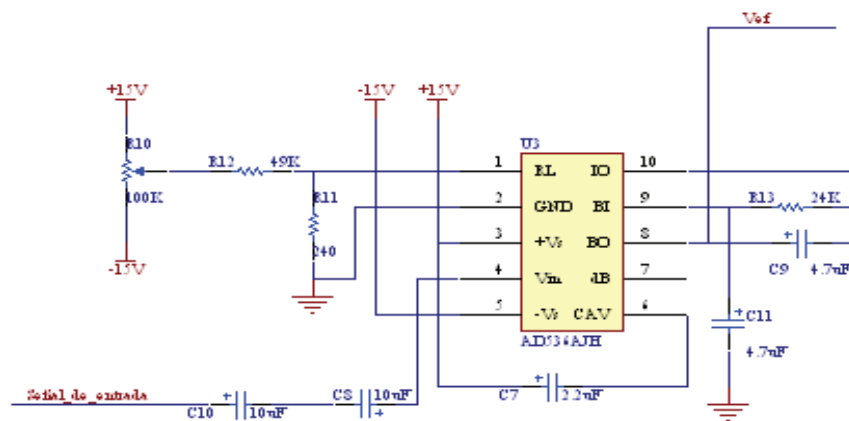 Vef
+15V
-15V
+15V
R10
R12
49K
U3
1
RL
IO
10
100K
R11
2
GND
BI
9
R13
24K
240
3
+Vs
BO
8
-15V
C9
4.7nF
4
Vin
dB
7
5
-Vs
CAV
6
C11
AD536AJH
4.7nF
Señal_de_entrada
C10
10nF
C8
10nF
C7
2.2nF